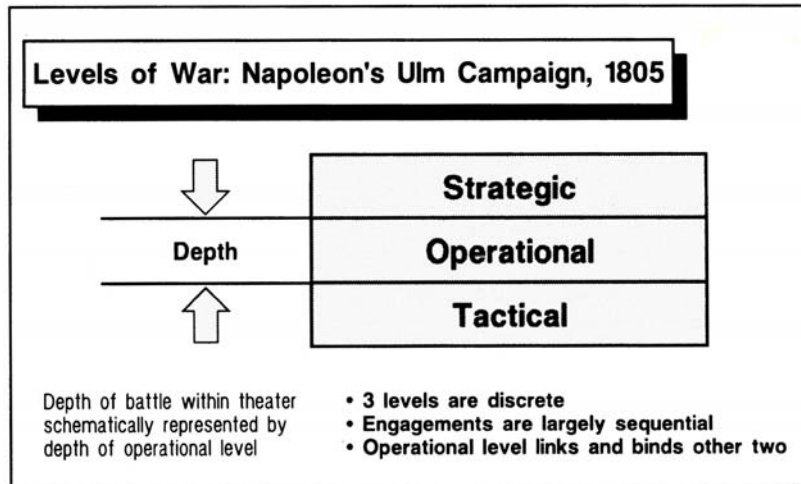 Levels of War: Napoleon's Ulm Campaign, 1805
Strategic
Depth
Operational
Tactical
Depth of battle within theater
schematically represented by
depth of operational level
• 3 levels are discrete
• Engagements are largely sequential
• Operational level links and binds other two